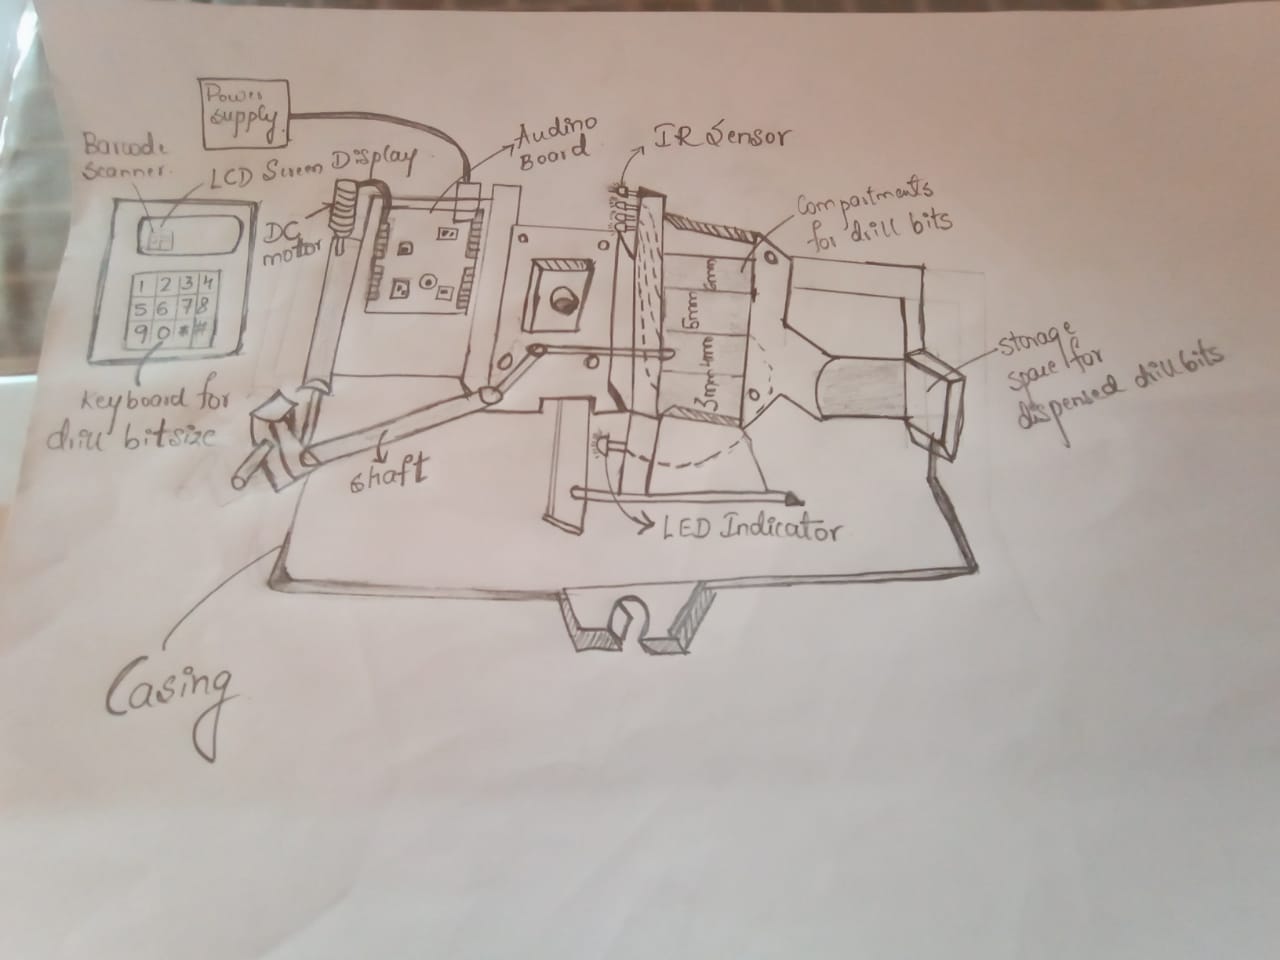 Power
Supply.
Barcode
Scanner.
LCD Screen Display
Audino
Board
IR Sensor
DC
motor
Compartments
for drill bits
1 2 3 4
5 6 7 8
9 0 * #
6mm
4mm
3mm
Keyboard for
drill bitsize
Storage
space for
dispensed drill bits
Shaft
LED Indicator
Casing